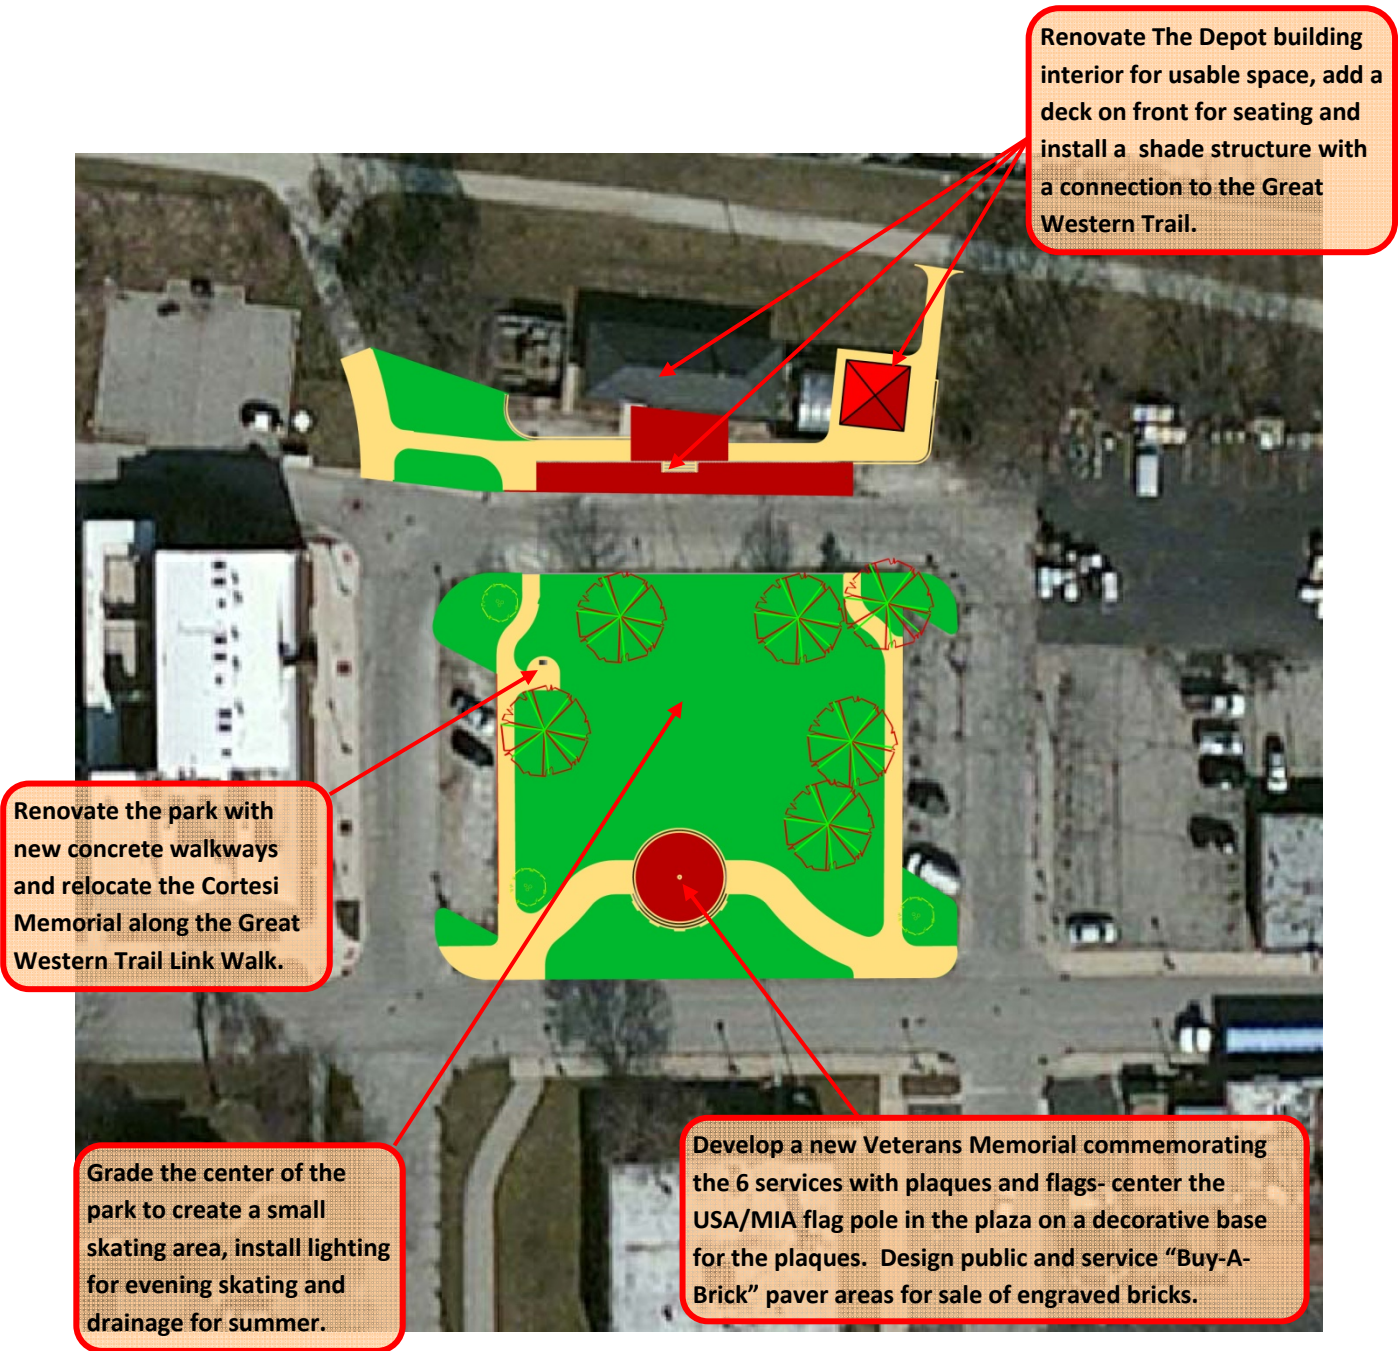 Renovate The Depot building
interior for usable space, add a
deck on front for seating and
install a  shade structure with
a connection to the Great
Western Trail.
Renovate the park with
new concrete walkways
and relocate the Cortesi
Memorial along the Great
Western Trail Link Walk.
Grade the center of the
park to create a small
skating area, install lighting
for evening skating and
drainage for summer.
Develop a new Veterans Memorial commemorating
the 6 services with plaques and flags- center the
USA/MIA flag pole in the plaza on a decorative base
for the plaques.  Design public and service “Buy-A-
Brick” paver areas for sale of engraved bricks.